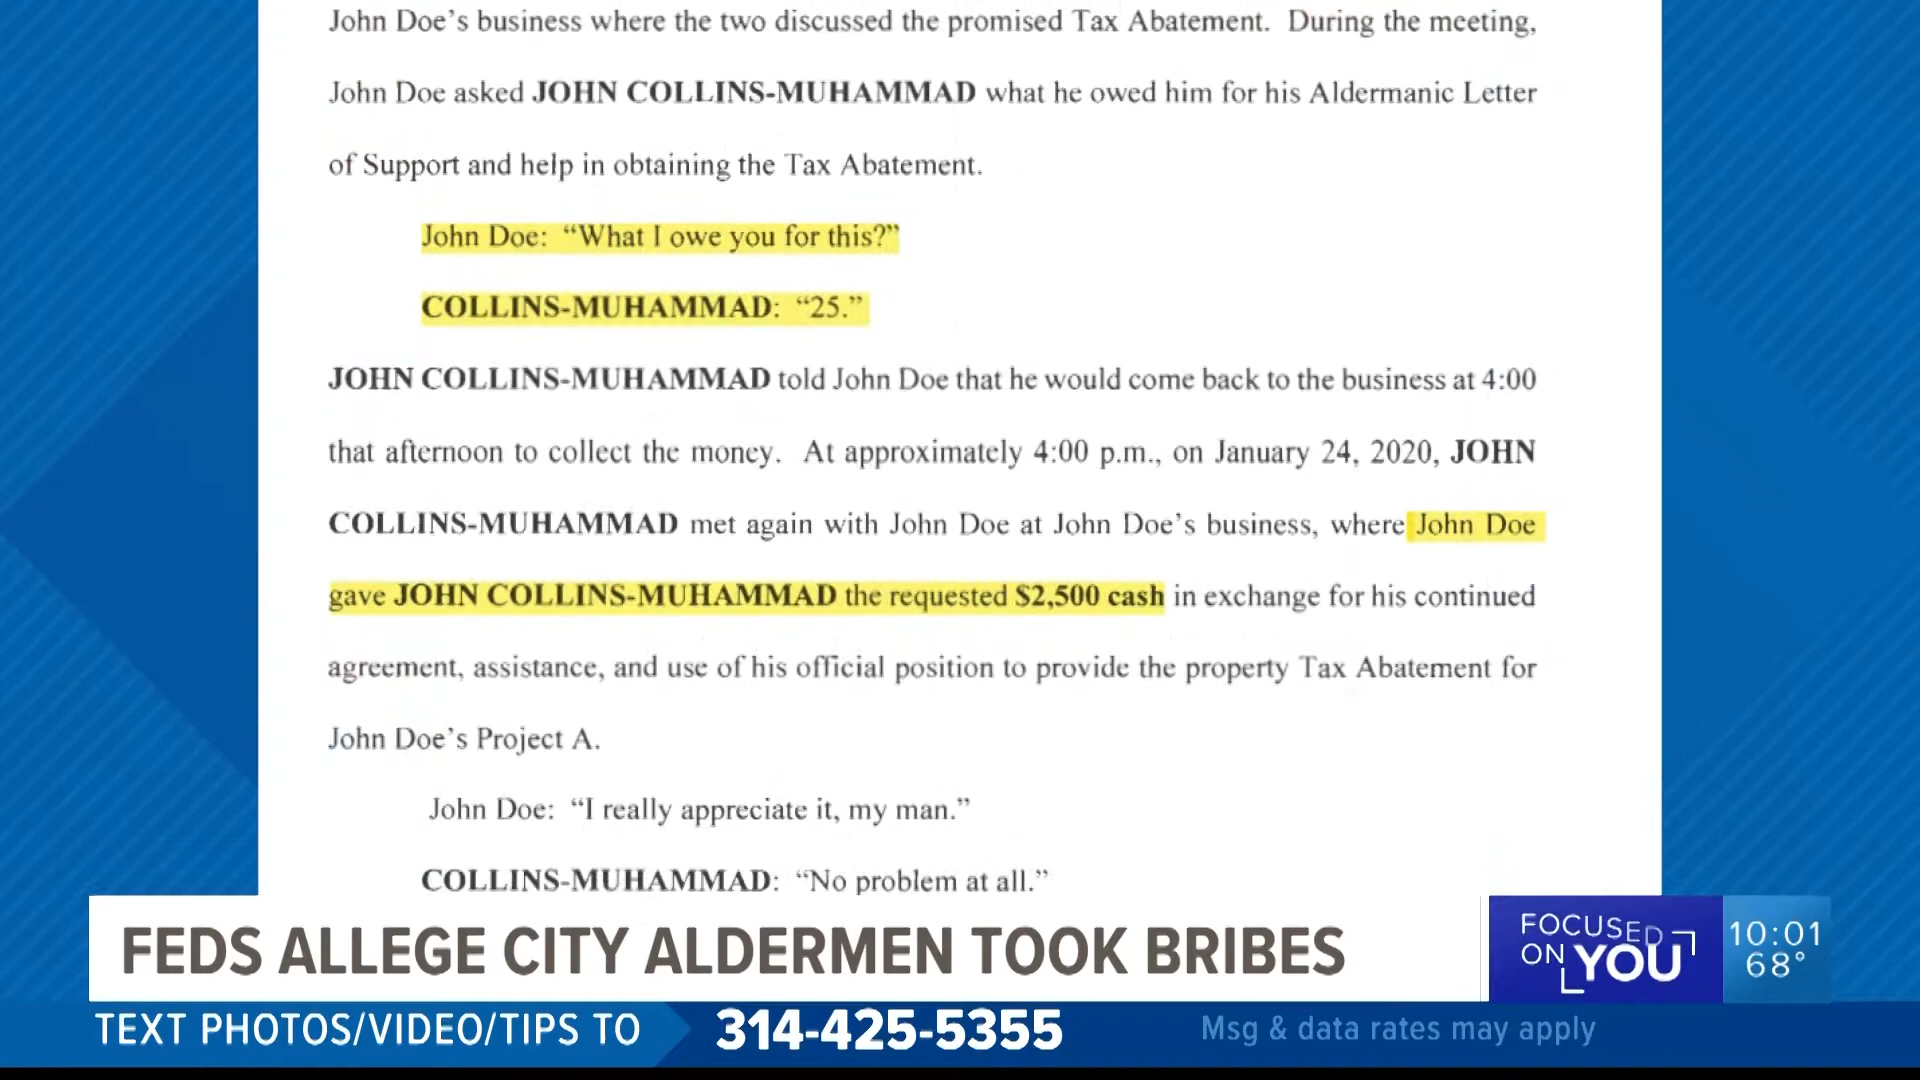 John Doe’s business where the two discussed the promised Tax Abatement.  During the meeting,
John Doe asked JOHN COLLINS-MUHAMMAD what he owed him for his Aldermanic Letter
of Support and help in obtaining the Tax Abatement.
John Doe:  “What I owe you for this?”
COLLINS-MUHAMMAD:  “25.”
JOHN COLLINS-MUHAMMAD told John Doe that he would come back to the business at 4:00
that afternoon to collect the money.  At approximately 4:00 p.m., on January 24, 2020, JOHN
COLLINS-MUHAMMAD met again with John Doe at John Doe’s business, where John Doe
gave JOHN COLLINS-MUHAMMAD the requested $2,500 cash in exchange for his continued
agreement, assistance, and use of his official position to provide the property Tax Abatement for
John Doe’s Project A.
John Doe:  “I really appreciate it, my man.”
COLLINS-MUHAMMAD:  “No problem at all.”
FEDS ALLEGE CITY ALDERMEN TOOK BRIBES
FOCUSED
ON YOU
10:01
68°
TEXT PHOTOS/VIDEO/TIPS TO
314-425-5355
Msg & data rates may apply